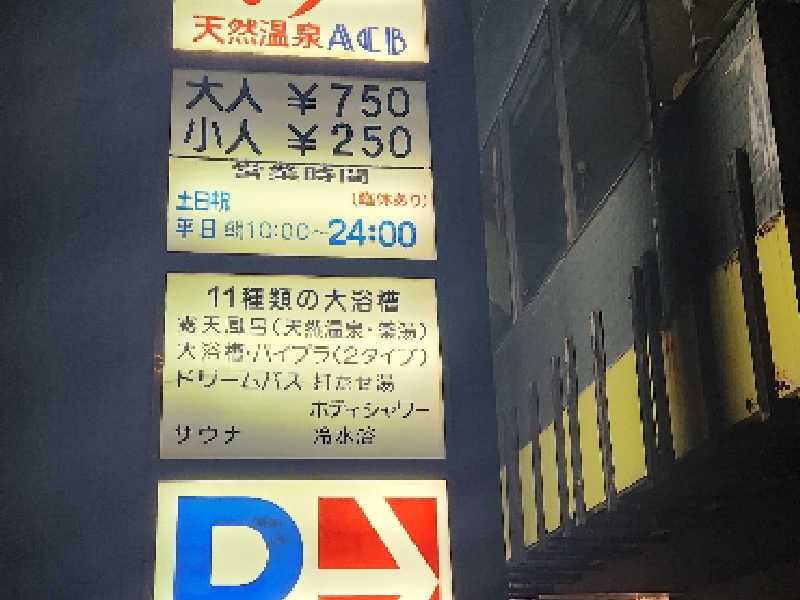 天然温泉ACB
大人 ￥750
小人 ￥250
営業時間
土日祝 (臨休あり)
平日 朝10:00～24:00
11種類の大浴槽
露天風呂(天然温泉・薬湯)
大浴槽・バイブラ(2タイプ)
ドリームバス 打たせ湯
ボディシャワー
サウナ 冷水浴
P